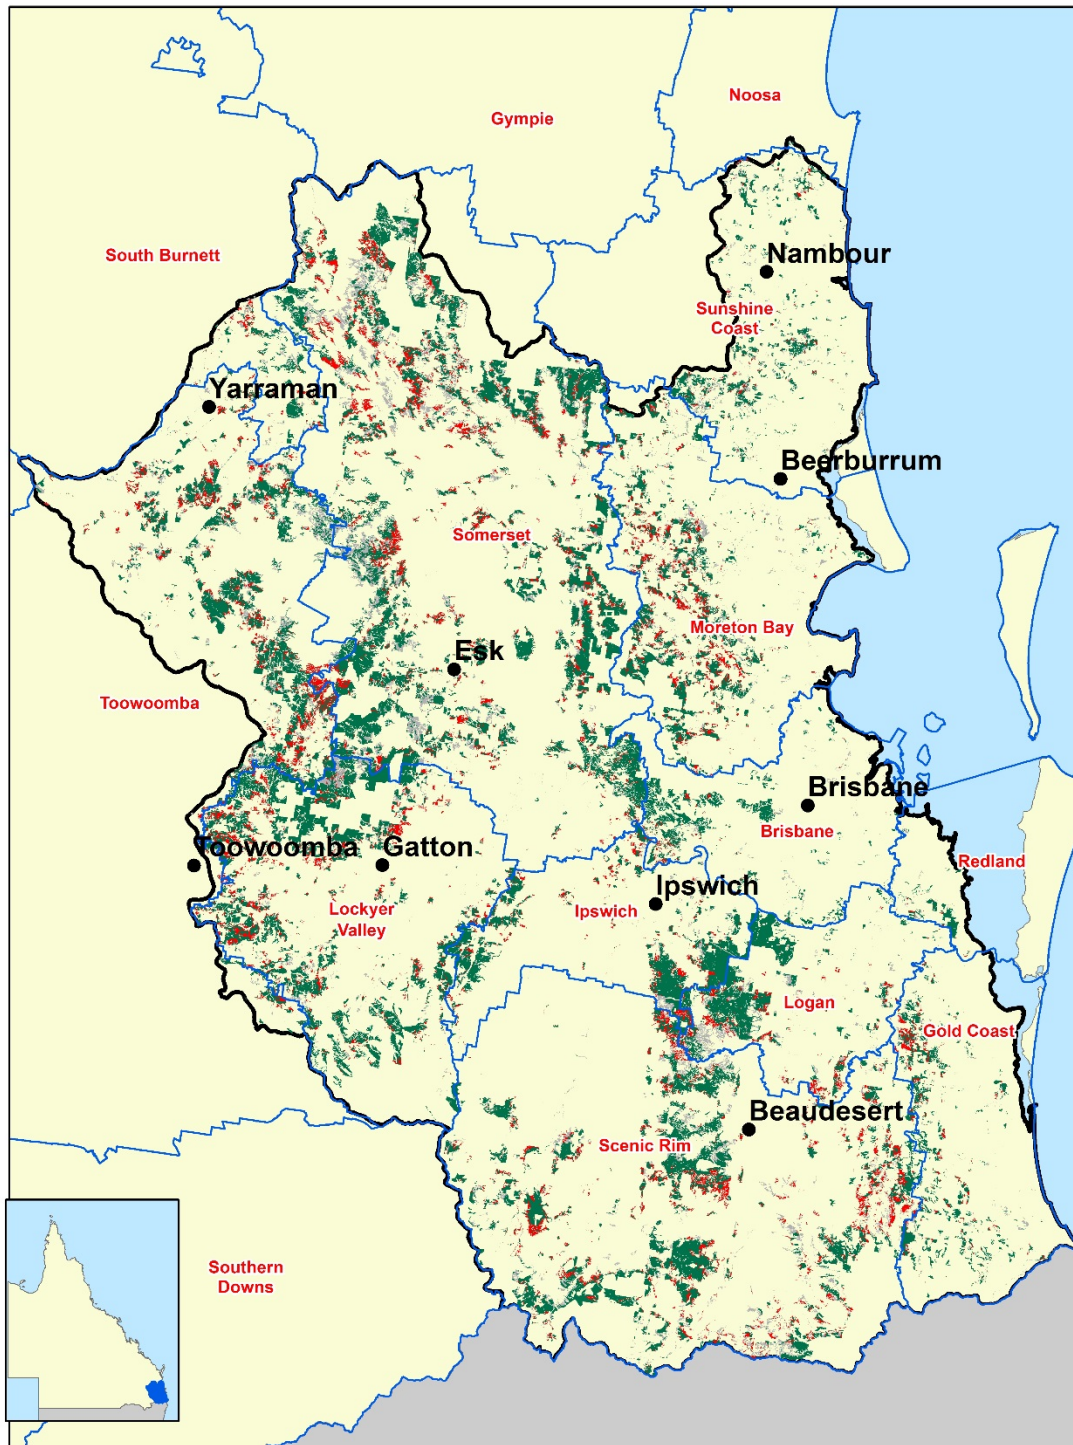 Noosa
Gympie
South Burnett
Nambour
Sunshine
Coast
Yarraman
Beerburrum
Somerset
Moreton Bay
Esk
Toowoomba
Brisbane
Brisbane
Toowoomba
Gatton
Redland
Ipswich
Ipswich
Lockyer
Valley
Logan
Gold Coast
Beaudesert
Scenic Rim
Southern
Downs